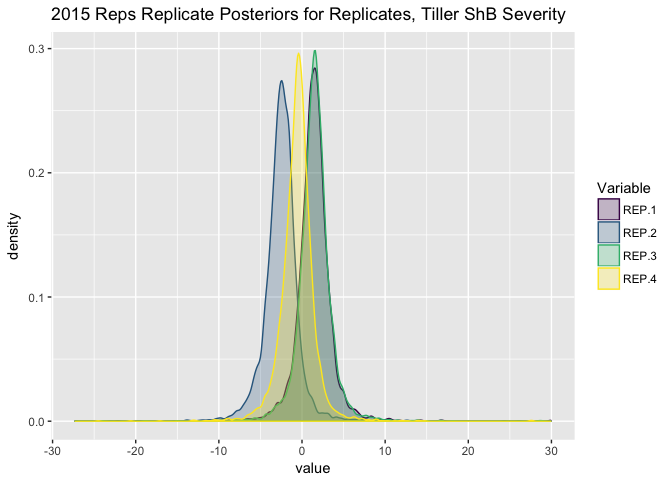 2015 Reps Replicate Posteriors for Replicates, Tiller ShB Severity
0.3
0.2
0.1
0.0
density
-30
-20
-10
0
10
20
30
value
Variable
REP.1
REP.2
REP.3
REP.4